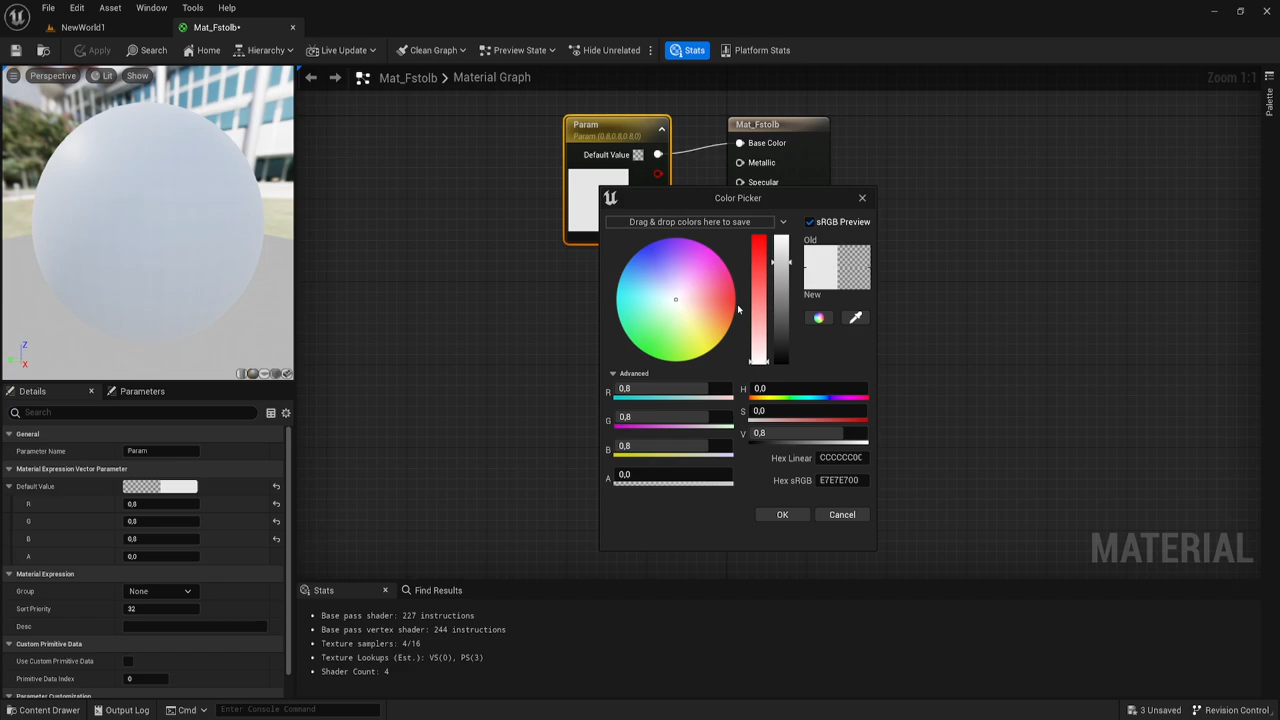 File Edit Asset Window Tools Help
NewWorld1
Mat_Fstolb•
Apply Search Home Hierarchy Live Update Clean Graph Preview State Hide Unrelated Stats Platform Stats
Perspective Lit Show
Mat_Fstolb Material Graph
Zoom 1:1
Palette
Param
Param (0.8,0.8,0.8,0)
Default Value
Mat_Fstolb
Base Color
Metallic
Specular
Color Picker
Drag & drop colors here to save
sRGB Preview
Old
New
Advanced
R 0,8
G 0,8
B 0,8
A 0,0
H 0,0
S 0,0
V 0,8
Hex Linear CCCCCC0C
Hex sRGB E7E7E700
OK Cancel
Z
X
Details Parameters
Search
General
Parameter Name Param
Material Expression Vector Parameter
Default Value
R 0,8
G 0,8
B 0,8
A 0,0
Material Expression
Group None
Sort Priority 32
Desc
Custom Primitive Data
Use Custom Primitive Data
Primitive Data Index 0
Parameter Customization
MATERIAL
Stats Find Results
• Base pass shader: 227 instructions
• Base pass vertex shader: 244 instructions
• Texture samplers: 4/16
• Texture Lookups (Est.): VS(0), PS(3)
• Shader Count: 4
Content Drawer Output Log Cmd Enter Console Command
3 Unsaved Revision Control